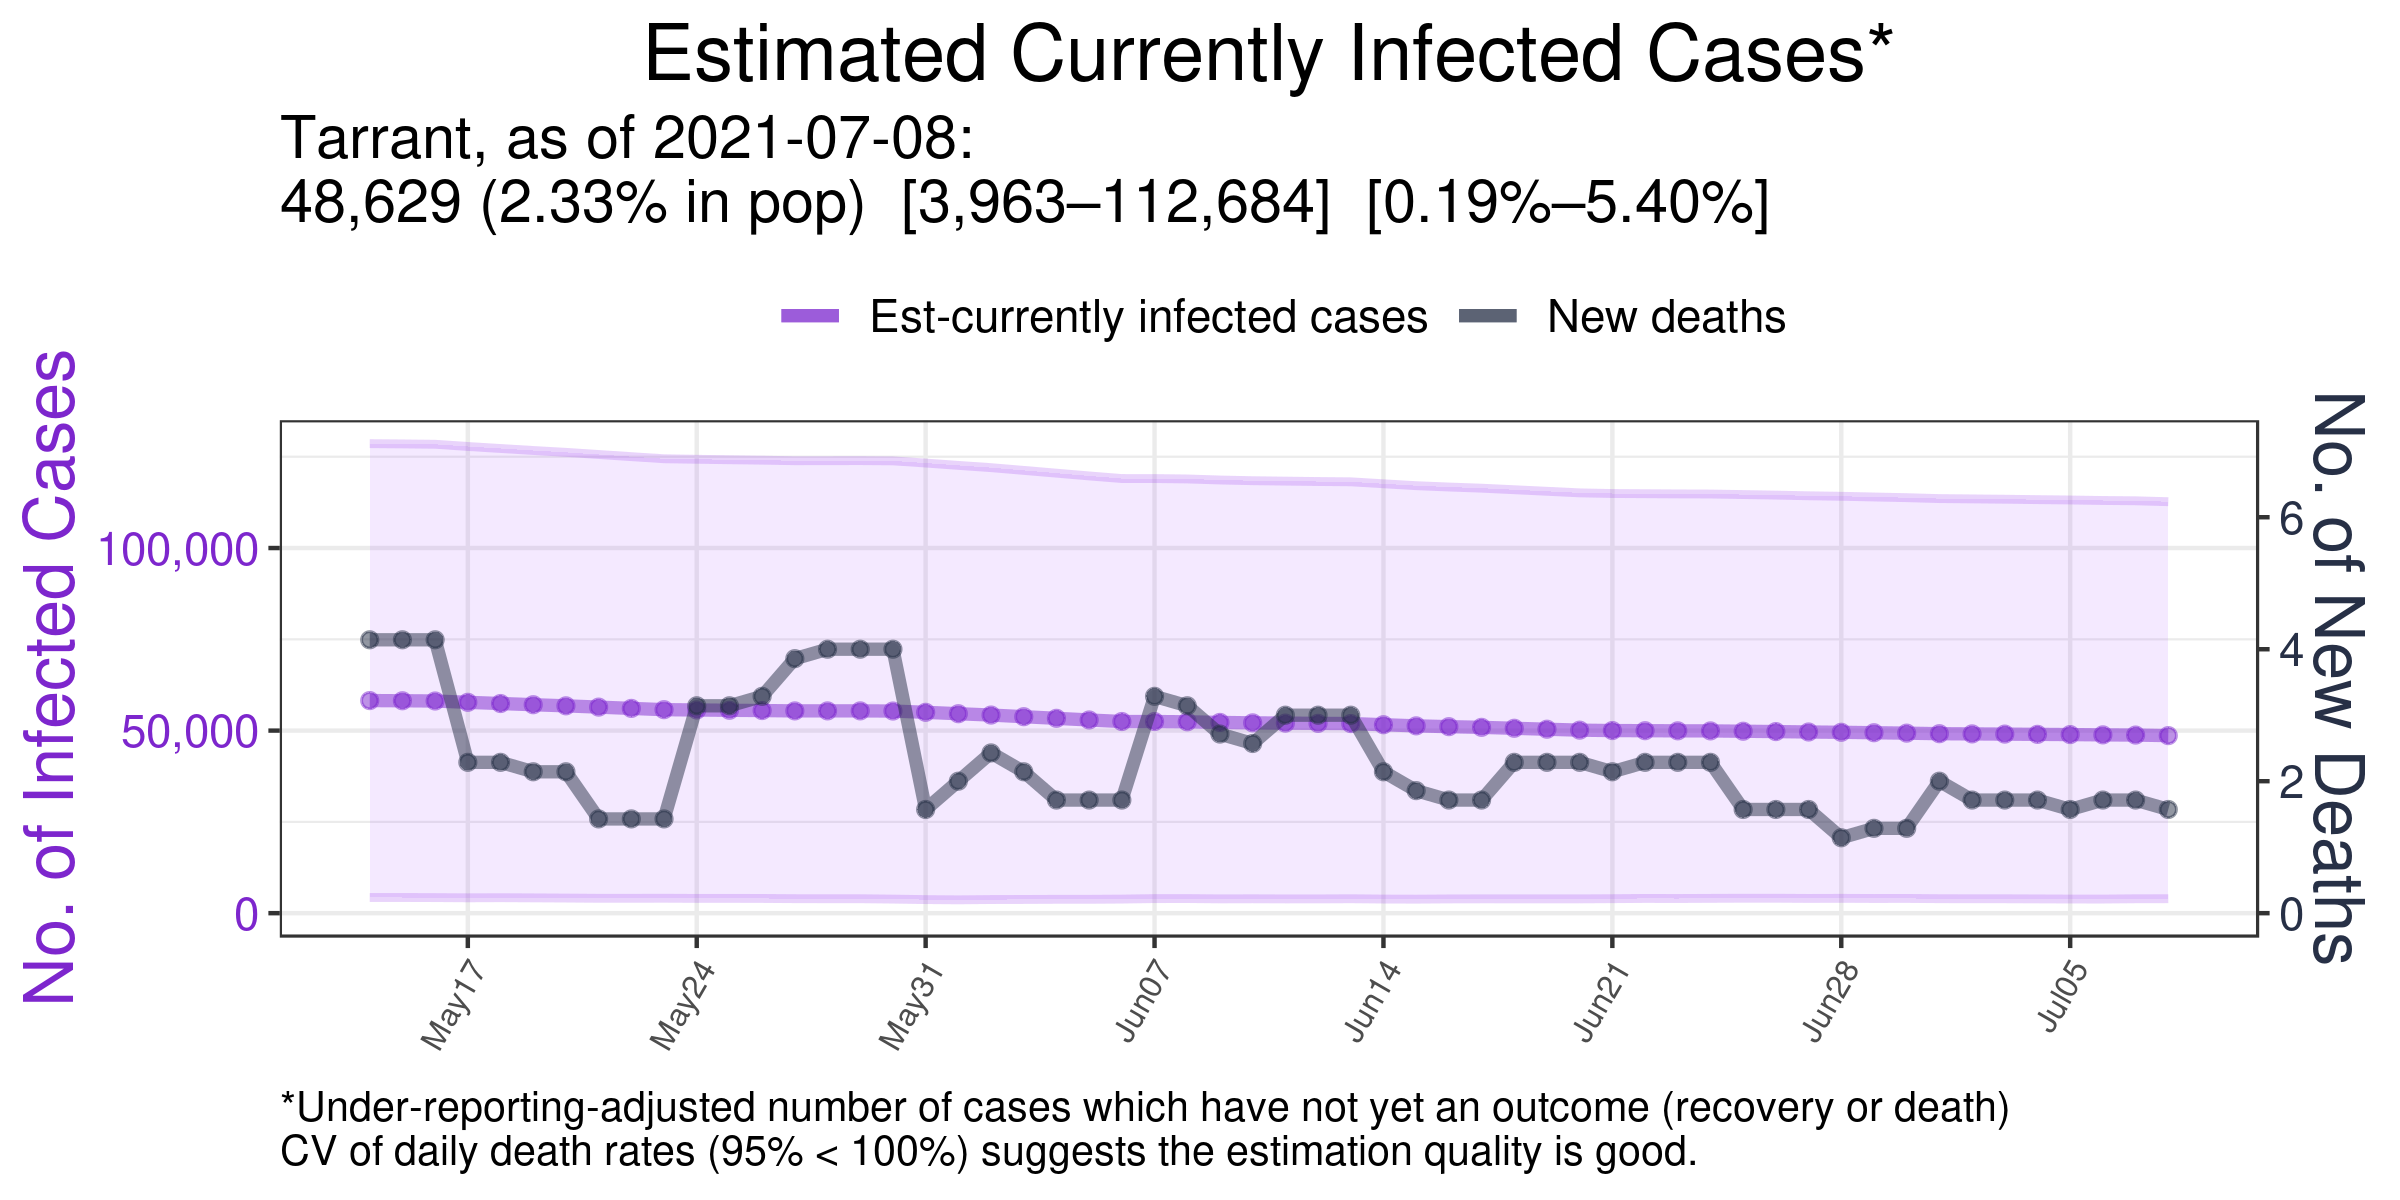 Estimated Currently Infected Cases*
Tarrant, as of 2021-07-08:
48,629 (2.33% in pop)  [3,963–112,684]  [0.19%–5.40%]
Est-currently infected cases
New deaths
No. of Infected Cases
100,000
50,000
0
6
4
2
0
No. of New Deaths
May17
May24
May31
Jun07
Jun14
Jun21
Jun28
Jul05
*Under-reporting-adjusted number of cases which have not yet an outcome (recovery or death)
CV of daily death rates (95% < 100%) suggests the estimation quality is good.